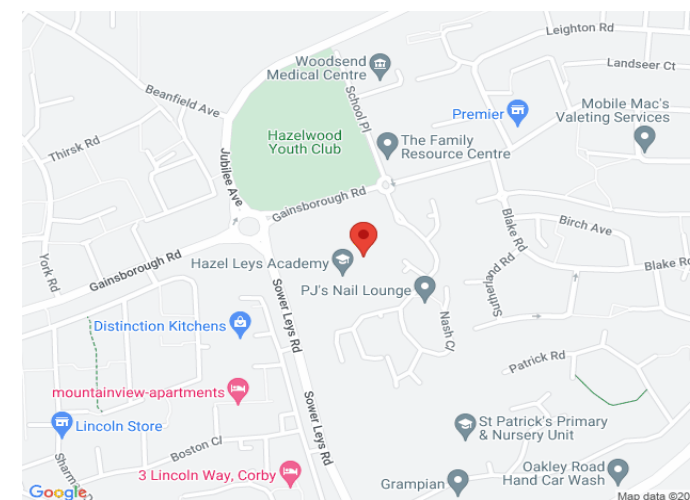 Leighton Rd
Woodsend
Medical Centre
Landseer Ct
Beanfield Ave
School Pl
Premier
Mobile Mac's
Valeting Services
Thirsk Rd
Hazelwood
Youth Club
The Family
Resource Centre
Jubilee Ave
Gainsborough Rd
Blake Rd
Birch Ave
York Rd
Gainsborough Rd
Hazel Leys Academy
Sutherland Rd
Blake Rd
PJ's Nail Lounge
Sower Leys Rd
Nash Cl
Distinction Kitchens
Patrick Rd
mountainview-apartments
Sower Leys Rd
Lincoln Store
St Patrick's Primary
& Nursery Unit
Boston Cl
3 Lincoln Way, Corby
Oakley Road
Hand Car Wash
Grampian
Google
Map data ©20